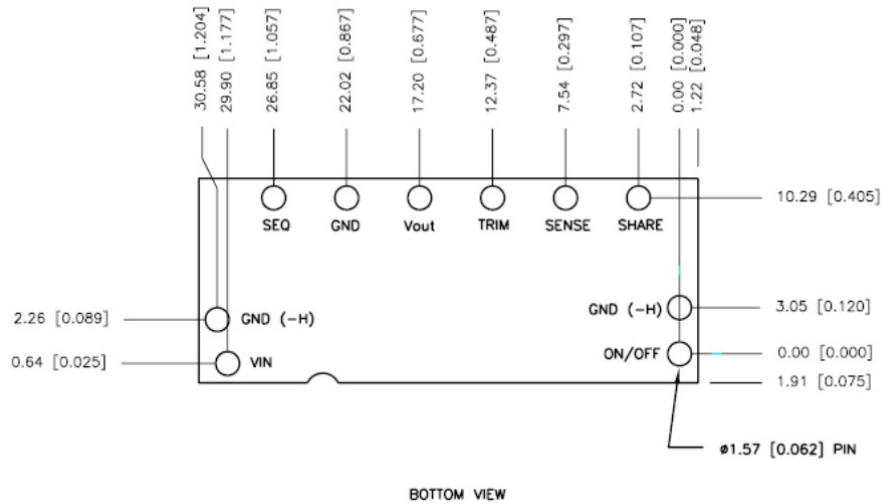 30.58 [1.204]
29.90 [1.177]
26.85 [1.057]
22.02 [0.867]
17.20 [0.677]
12.37 [0.487]
7.54 [0.297]
2.72 [0.107]
0.00 [0.000]
1.22 [0.048]
10.29 [0.405]
SEQ
GND
Vout
TRIM
SENSE
SHARE
2.26 [0.089]
GND (-H)
GND (-H)
3.05 [0.120]
0.64 [0.025]
VIN
ON/OFF
0.00 [0.000]
1.91 [0.075]
ø1.57 [0.062] PIN
BOTTOM VIEW